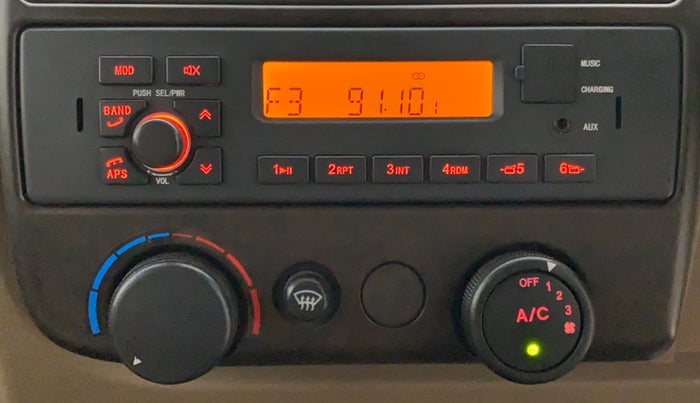 MOD
PUSH SEL/PWR
BAND
APS
VOL
F3 91.10
1
2RPT
3INT
4RDM
5
6
MUSIC
CHARGING
AUX
OFF 1 2 3
A/C